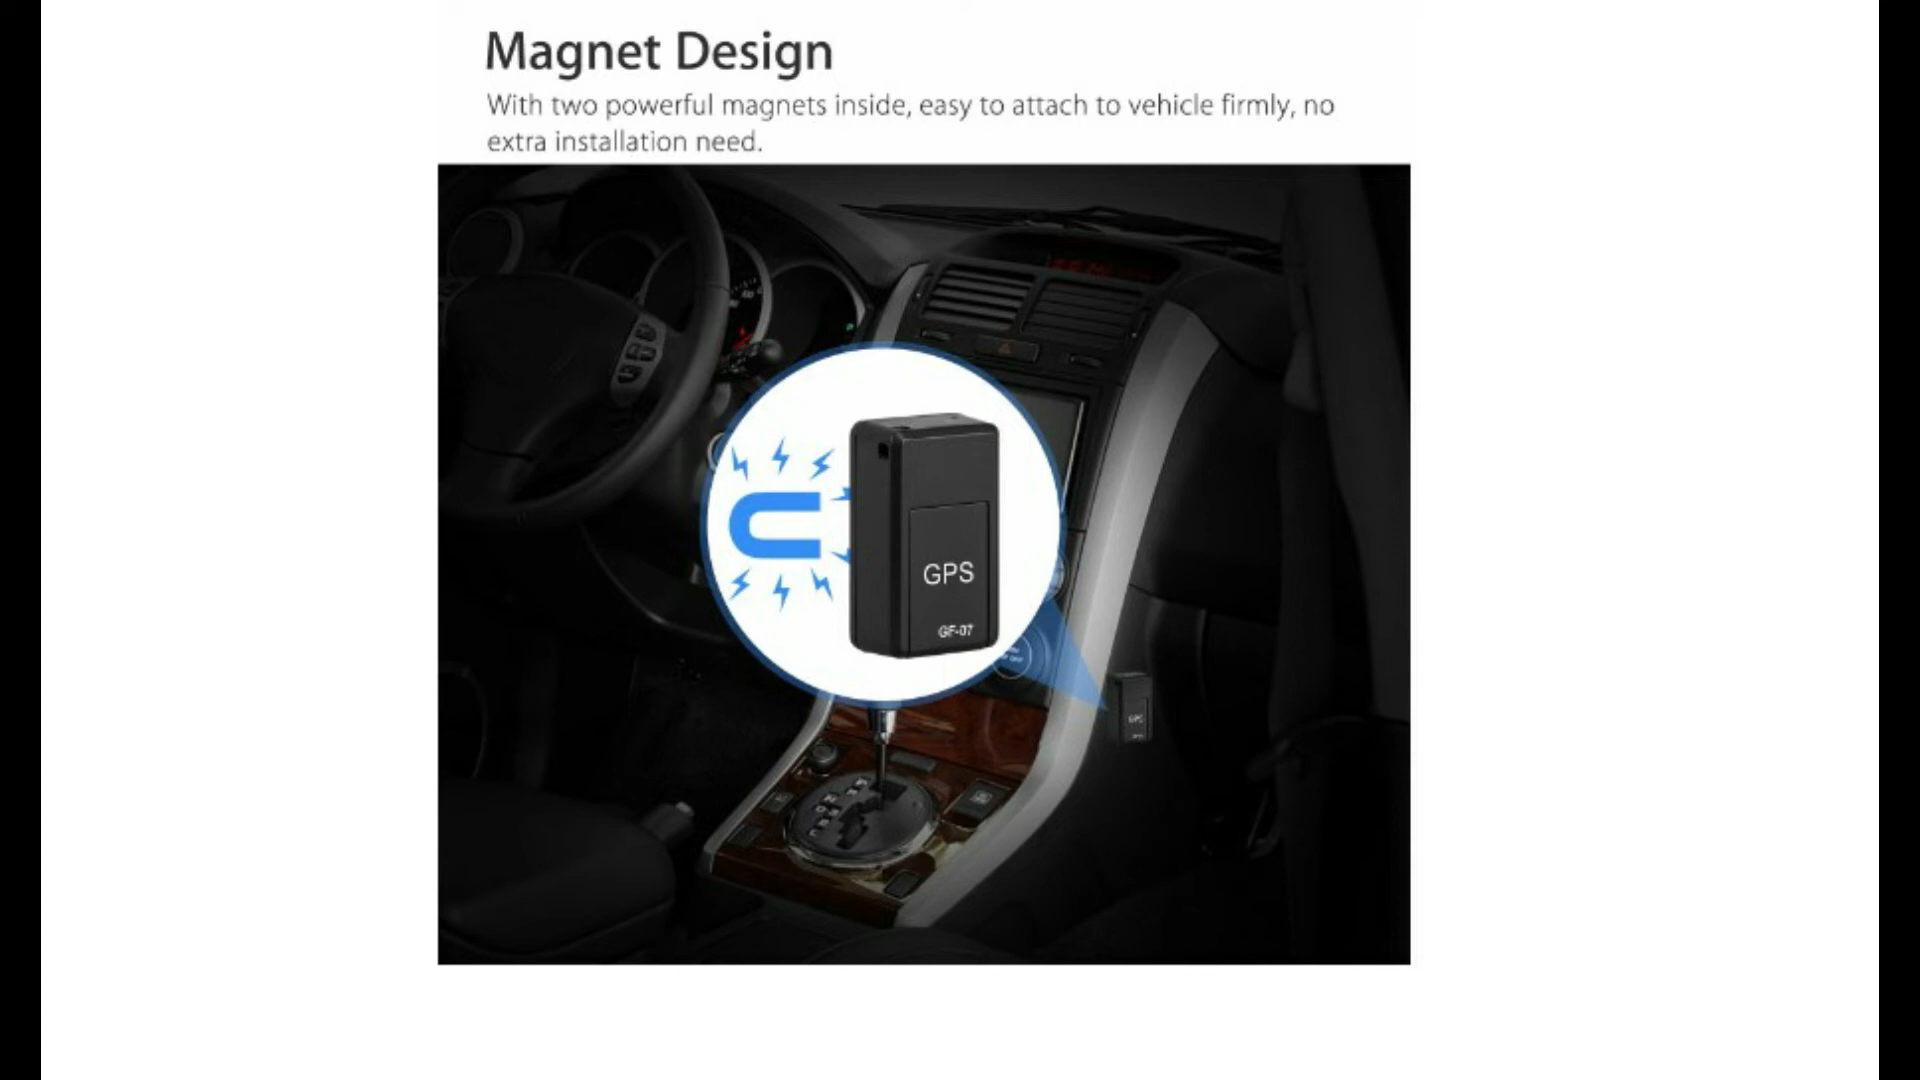 Magnet Design
With two powerful magnets inside, easy to attach to vehicle firmly, no
extra installation need.
GPS
GF-07
GPS